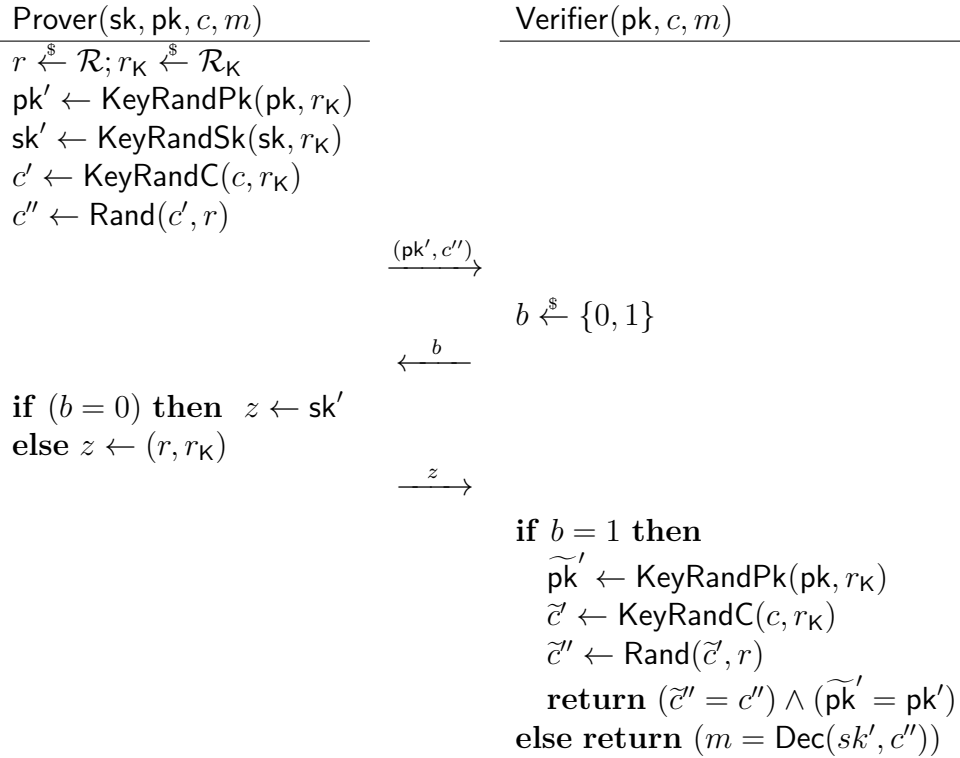 Prover(sk, pk, c, m) Verifier(pk, c, m)
r ←$ R; r_K ←$ R_K
pk′ ← KeyRandPk(pk, r_K)
sk′ ← KeyRandSk(sk, r_K)
c′ ← KeyRandC(c, r_K)
c′′ ← Rand(c′, r)
(pk′, c′′)
b ←$ {0, 1}
b
if (b = 0) then z ← sk′
else z ← (r, r_K)
z
if b = 1 then
p͠k′ ← KeyRandPk(pk, r_K)
c̃′ ← KeyRandC(c, r_K)
c̃′′ ← Rand(c̃′, r)
return (c̃′′ = c′′) ∧ (p͠k′ = pk′)
else return (m = Dec(sk′, c′′))